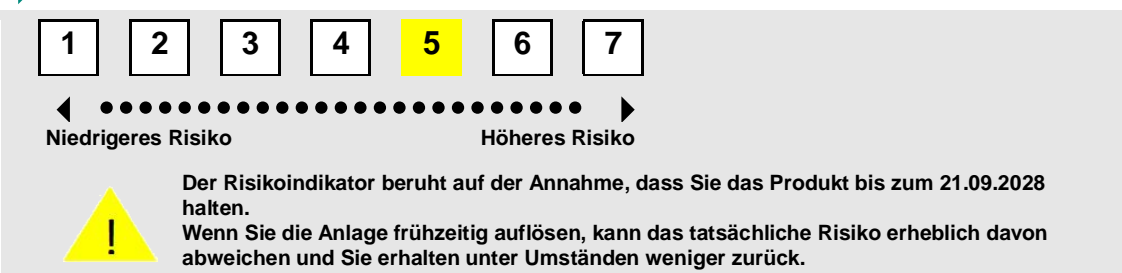 1 2 3 4 5 6 7
Niedrigeres Risiko Höheres Risiko
Der Risikoindikator beruht auf der Annahme, dass Sie das Produkt bis zum 21.09.2028
halten.
Wenn Sie die Anlage frühzeitig auflösen, kann das tatsächliche Risiko erheblich davon
abweichen und Sie erhalten unter Umständen weniger zurück.
!